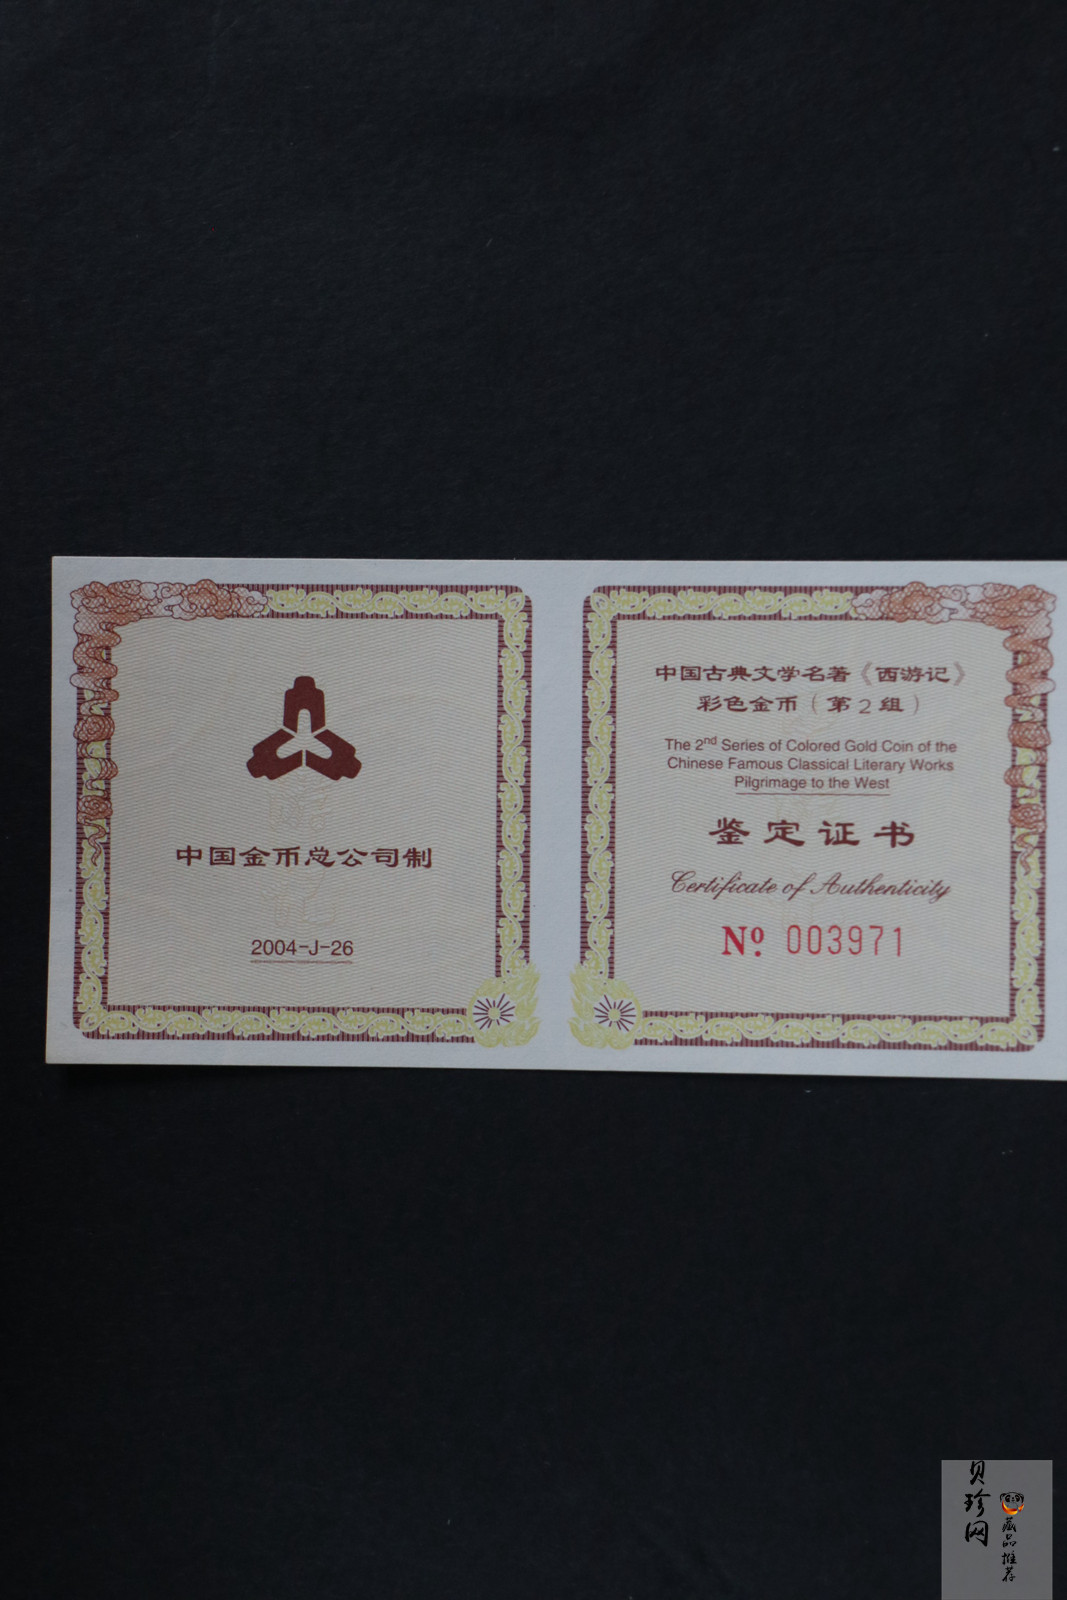 中国金币总公司制
2004-J-26
中国古典文学名著《西游记》
彩色金币（第2组）
The 2nd Series of Colored Gold Coin of the
Chinese Famous Classical Literary Works
Pilgrimage to the West
鉴定证书
Certificate of Authenticity
Nº 003971
贝珍网
藏品推荐